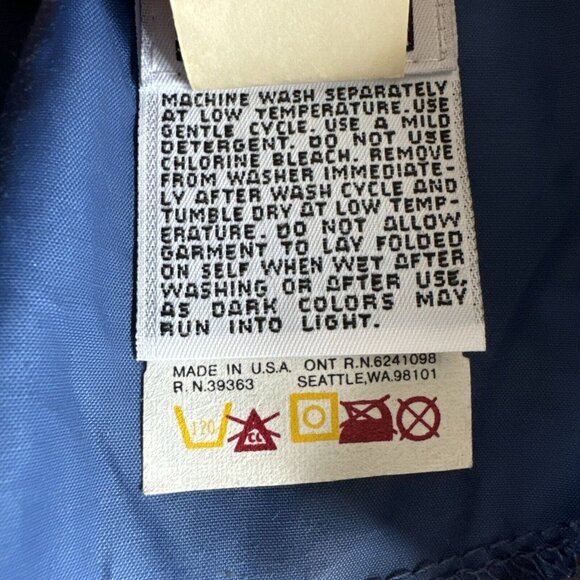 MACHINE WASH SEPARATELY
AT LOW TEMPERATURE. USE
GENTLE CYCLE. USE A MILD
DETERGENT. DO NOT USE
CHLORINE BLEACH. REMOVE
FROM WASHER IMMEDIATE-
LY AFTER WASH CYCLE AND
TUMBLE DRY AT LOW TEMP-
ERATURE. DO NOT ALLOW
GARMENT TO LAY FOLDED
ON SELF WHEN WET AFTER
WASHING OR AFTER USE,
AS DARK COLORS MAY
RUN INTO LIGHT.
MADE IN U.S.A. ONT R.N.6241098
R.N.39363 SEATTLE,WA.98101
120 CL